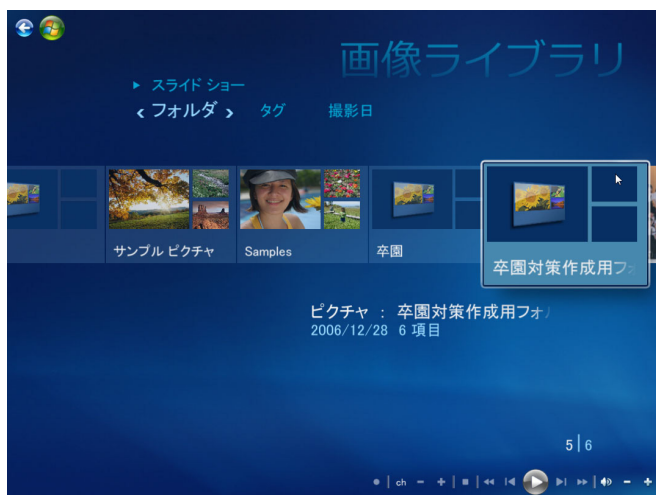 画像ライブラリ
スライド ショー
フォルダ
タグ
撮影日
サンプル ピクチャ
Samples
卒園
卒園対策作成用フ
ピクチャ : 卒園対策作成用フォ
2006/12/28 6 項目
5|6
ch - +
- +